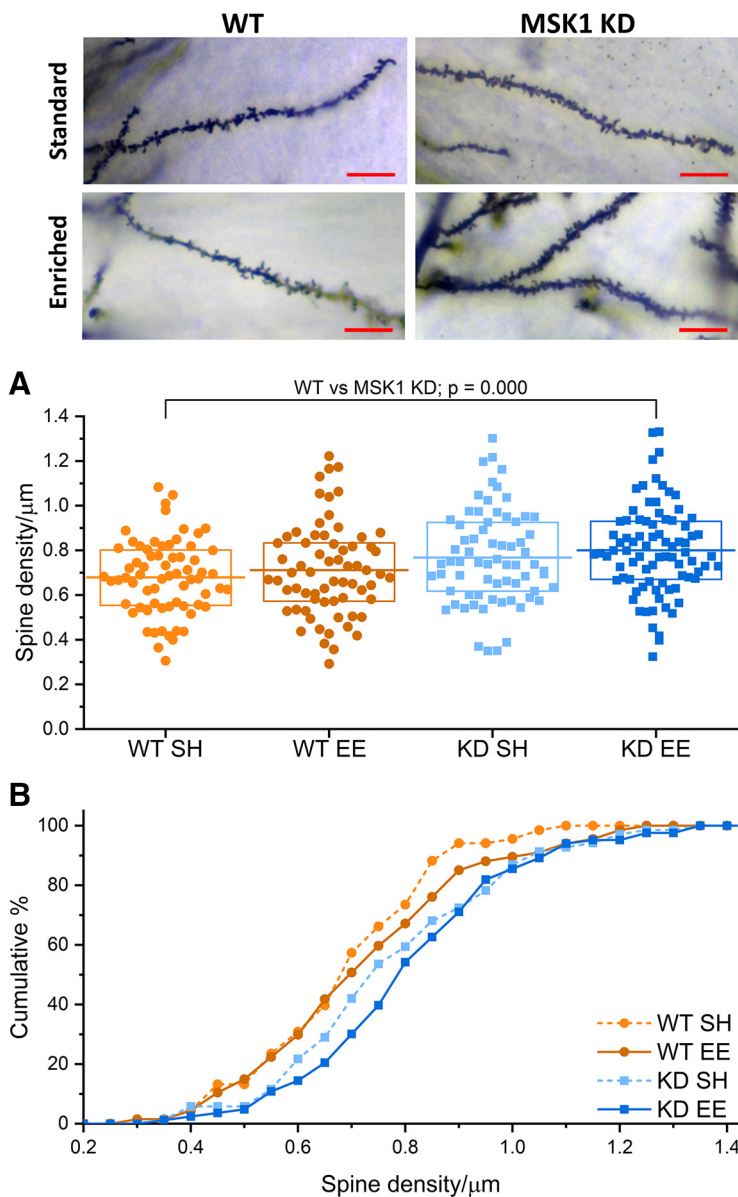 WT
MSK1 KD
Standard
Enriched
A
WT vs MSK1 KD; p = 0.000
Spine density/μm
1.4
1.2
1.0
0.8
0.6
0.4
0.2
0.0
WT SH
WT EE
KD SH
KD EE
B
Cumulative %
100
80
60
40
20
0
WT SH
WT EE
KD SH
KD EE
0.2
0.4
0.6
0.8
1.0
1.2
1.4
Spine density/μm